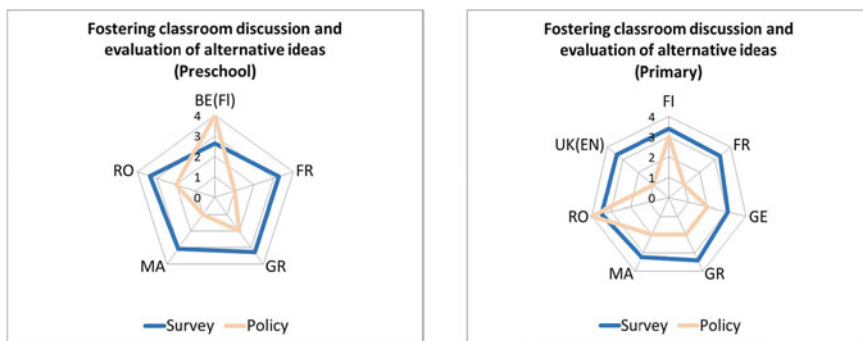 Fostering classroom discussion and
evaluation of alternative ideas
(Preschool)
BE(Fl)
4
3
2
1
0
RO
FR
MA
GR
Survey
Policy
Fostering classroom discussion and
evaluation of alternative ideas
(Primary)
FI
4
3
2
1
0
UK(EN)
FR
RO
GE
MA
GR
Survey
Policy